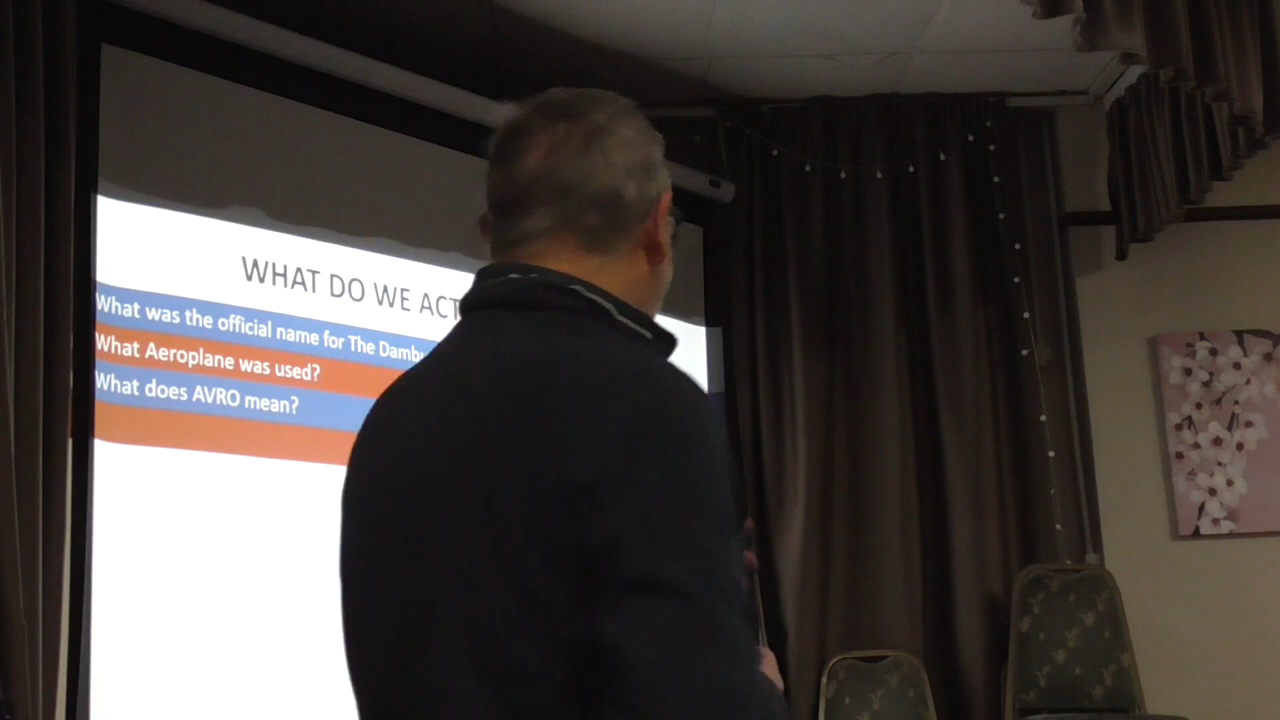 WHAT DO WE ACT
What was the official name for The Dambu
What Aeroplane was used?
What does AVRO mean?